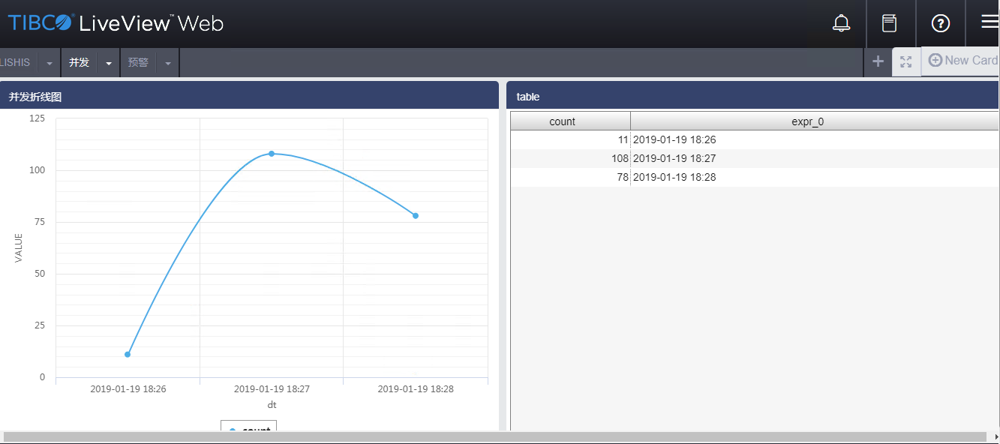 TIBCO® LiveView™ Web
LISHIS 并发 预警 New Card
并发折线图
125
100
75
50
25
0
VALUE
2019-01-19 18:26 2019-01-19 18:27 2019-01-19 18:28
dt
count
table
count expr_0
11 2019-01-19 18:26
108 2019-01-19 18:27
78 2019-01-19 18:28